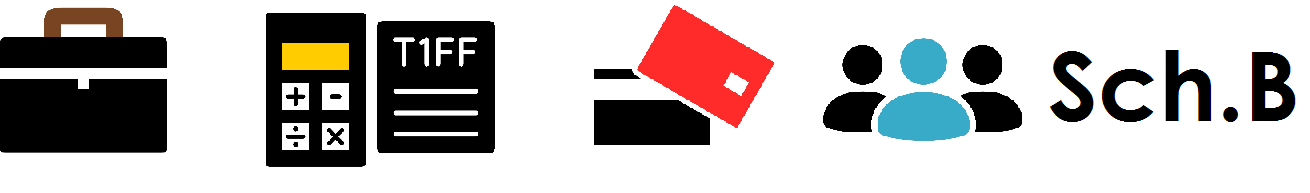 T1FF
+ -
÷ x
Sch.B